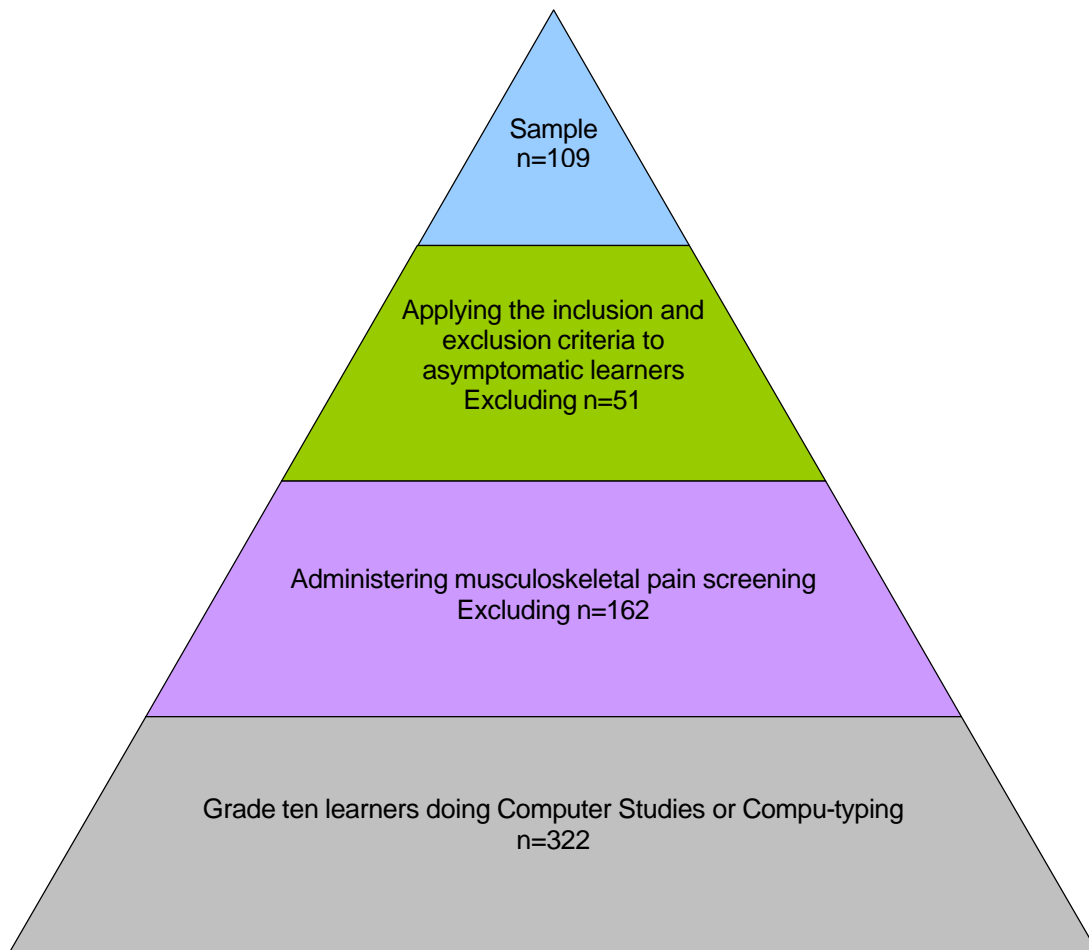 Sample
n=109
Applying the inclusion and
exclusion criteria to
asymptomatic learners
Excluding n=51
Administering musculoskeletal pain screening
Excluding n=162
Grade ten learners doing Computer Studies or Compu-typing
n=322